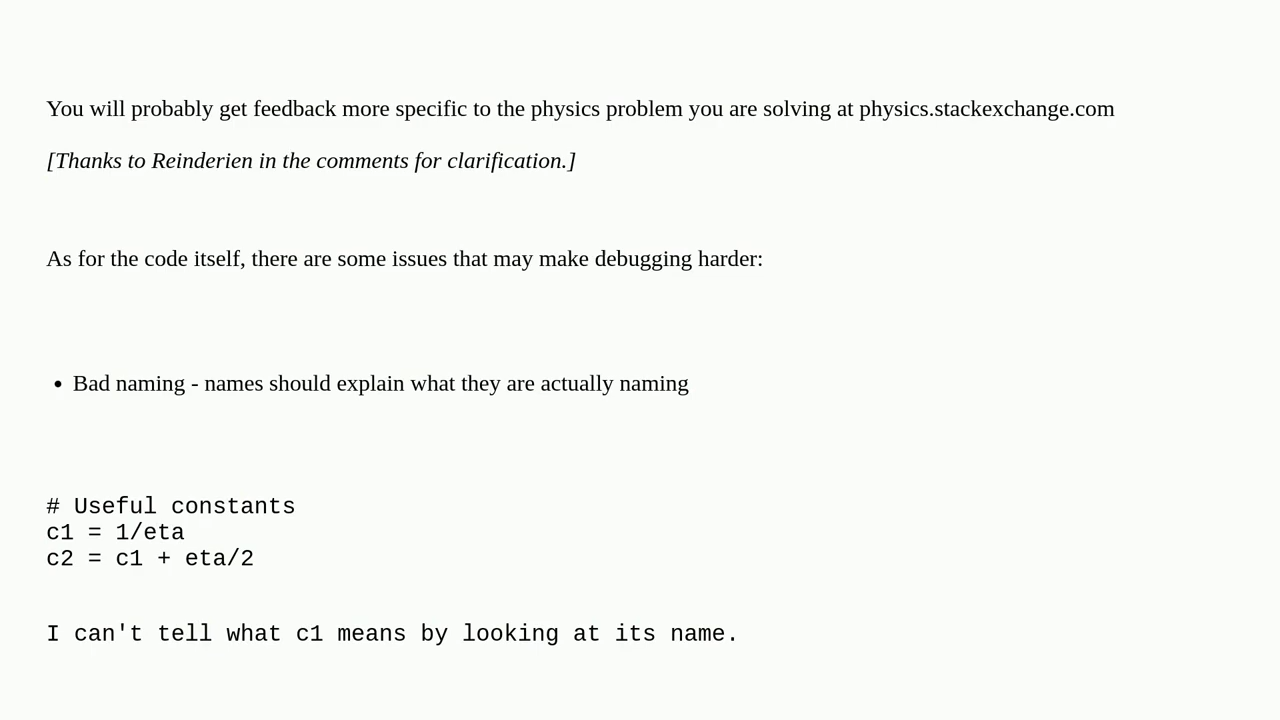 You will probably get feedback more specific to the physics problem you are solving at physics.stackexchange.com
[Thanks to Reinderien in the comments for clarification.]
As for the code itself, there are some issues that may make debugging harder:
• Bad naming - names should explain what they are actually naming
# Useful constants
c1 = 1/eta
c2 = c1 + eta/2
I can't tell what c1 means by looking at its name.